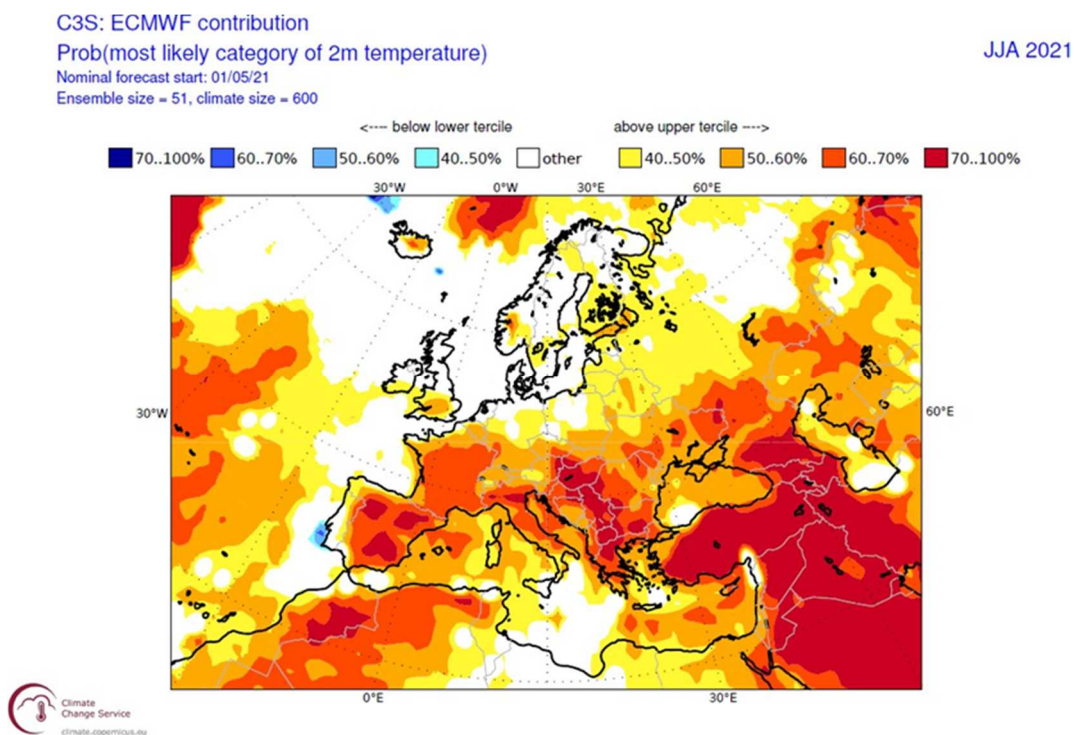 C3S: ECMWF contribution
Prob(most likely category of 2m temperature)
JJA 2021
Nominal forecast start: 01/05/21
Ensemble size = 51, climate size = 600
<---- below lower tercile
above upper tercile ---->
70..100% 60..70% 50..60% 40..50% other 40..50% 50..60% 60..70% 70..100%
30°W 0°W 30°E 60°E
30°W
60°E
0°E 30°E
Climate
Change Service
climate.copernicus.eu